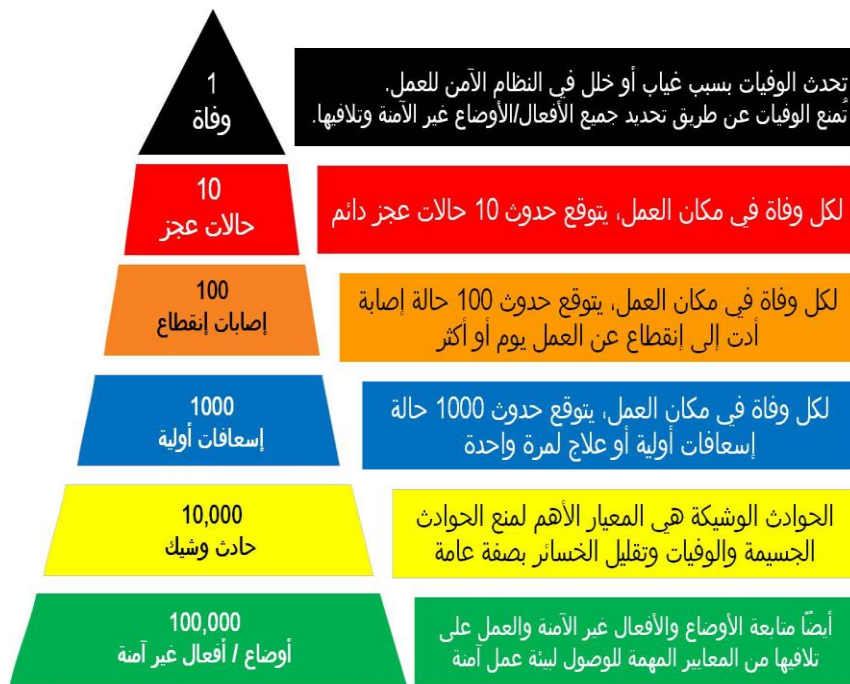 1
وفاة
تحدث الوفيات بسبب غياب أو خلل في النظام الآمن للعمل.
تُمنع الوفيات عن طريق تحديد جميع الأفعال/الأوضاع غير الآمنة وتلافيها.
10
حالات عجز
لكل وفاة في مكان العمل، يتوقع حدوث 10 حالات عجز دائم
100
إصابات إنقطاع
لكل وفاة في مكان العمل، يتوقع حدوث 100 حالة إصابة
أدت إلى إنقطاع عن العمل يوم أو أكثر
1000
إسعافات أولية
لكل وفاة في مكان العمل، يتوقع حدوث 1000 حالة
إسعافات أولية أو علاج لمرة واحدة
10,000
حادث وشيك
الحوادث الوشيكة هي المعيار الأهم لمنع الحوادث
الجسيمة والوفيات وتقليل الخسائر بصفة عامة
100,000
أوضاع / أفعال غير آمنة
أيضًا متابعة الأوضاع والأفعال غير الآمنة والعمل على
تلافيها من المعايير المهمة للوصول لبيئة عمل آمنة